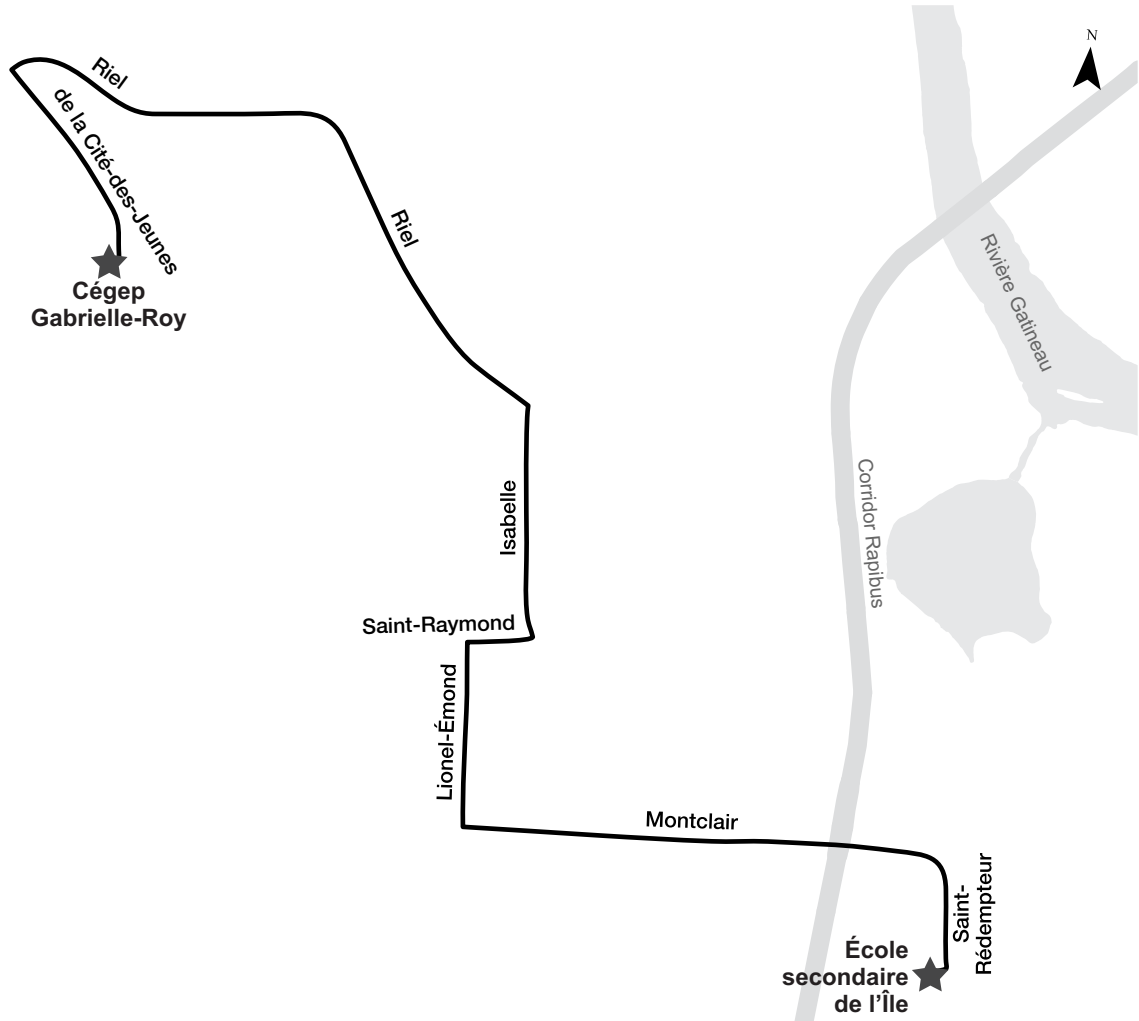 N
Riel
de la Cité-des-Jeunes
Cégep
Gabrielle-Roy
Riel
Rivière Gatineau
Corridor Rapibus
Isabelle
Saint-Raymond
Lionel-Émond
Montclair
Saint-
Rédempteur
École
secondaire
de l'Île